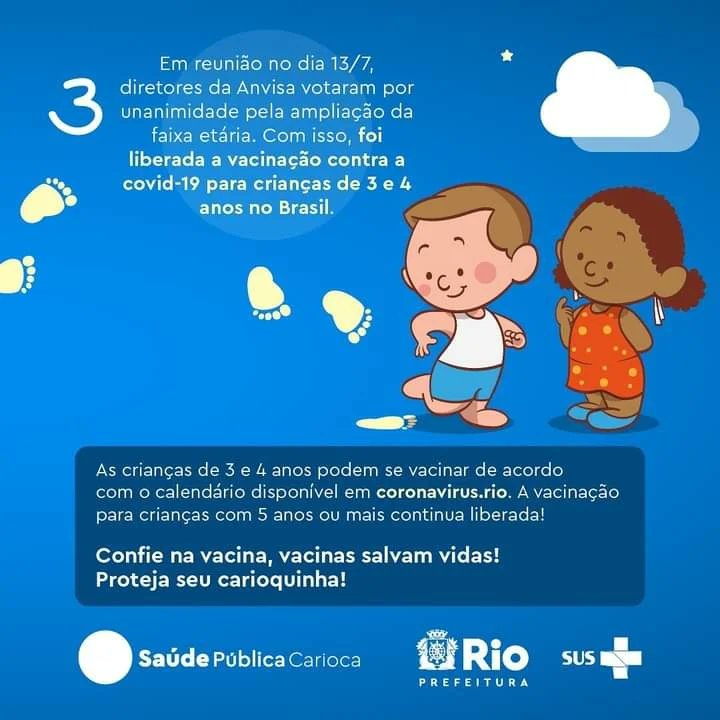 3
Em reunião no dia 13/7,
diretores da Anvisa votaram por
unanimidade pela ampliação da
faixa etária. Com isso, foi
liberada a vacinação contra a
covid-19 para crianças de 3 e 4
anos no Brasil.
As crianças de 3 e 4 anos podem se vacinar de acordo
com o calendário disponível em coronavirus.rio. A vacinação
para crianças com 5 anos ou mais continua liberada!
Confie na vacina, vacinas salvam vidas!
Proteja seu carioquinha!
Saúde Pública Carioca
Rio
PREFEITURA
SUS